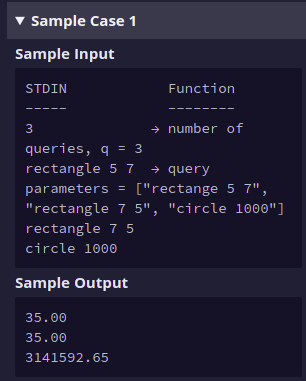 ▼ Sample Case 1
Sample Input
STDIN Function
----- --------
3 → number of
queries, q = 3
rectangle 5 7 → query
parameters = ["rectange 5 7",
"rectangle 7 5", "circle 1000"]
rectangle 7 5
circle 1000
Sample Output
35.00
35.00
3141592.65